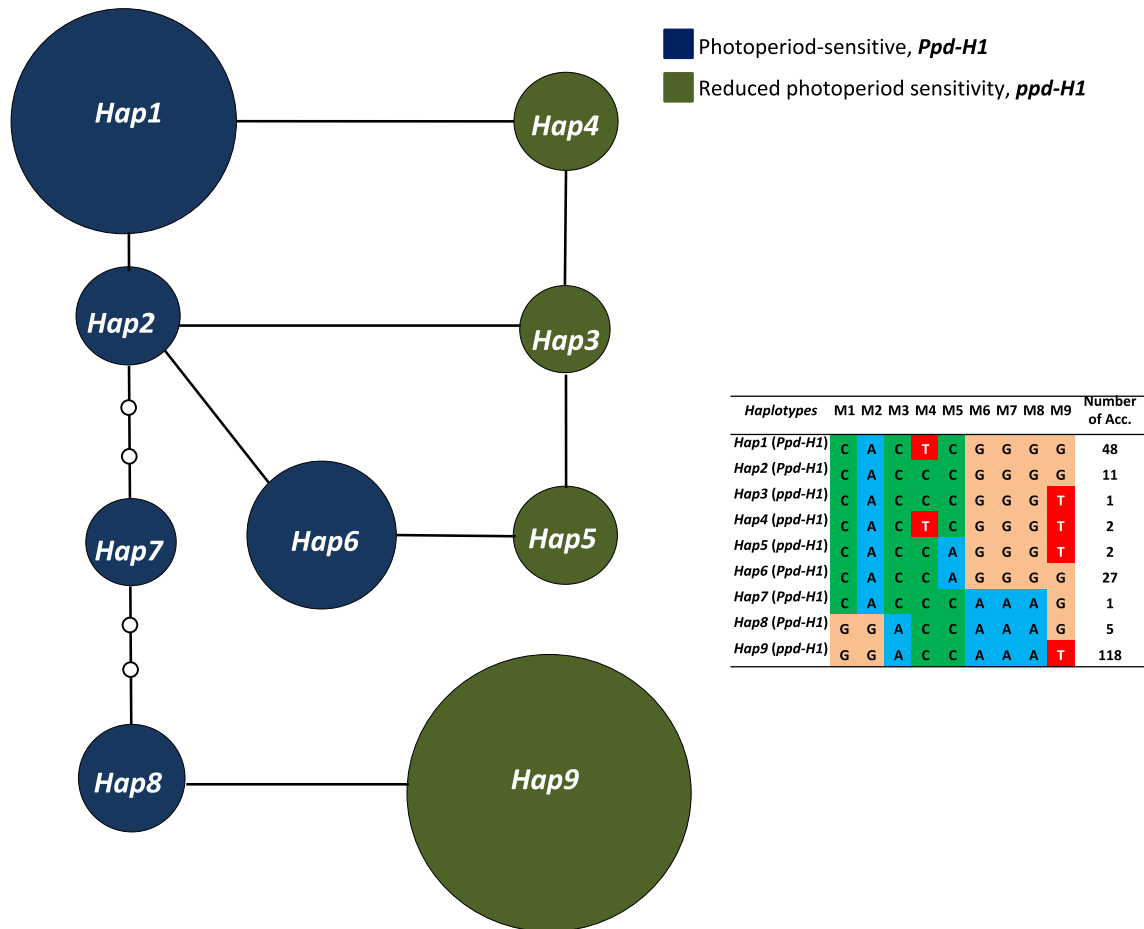 Photoperiod-sensitive, Ppd-H1
Reduced photoperiod sensitivity, ppd-H1
Hap1
Hap4
Hap2
Hap3
Hap7
Hap6
Hap5
Hap8
Hap9
Haplotypes M1 M2 M3 M4 M5 M6 M7 M8 M9 Number of Acc.
Hap1 (Ppd-H1) C A C T C G G G G 48
Hap2 (Ppd-H1) C A C C C G G G G 11
Hap3 (ppd-H1) C A C C C G G G T 1
Hap4 (ppd-H1) C A C T C G G G T 2
Hap5 (ppd-H1) C A C C A G G G T 2
Hap6 (Ppd-H1) C A C C A G G G G 27
Hap7 (Ppd-H1) C A C C C A A A G 1
Hap8 (Ppd-H1) G G A C C A A A G 5
Hap9 (ppd-H1) G G A C C A A A T 118